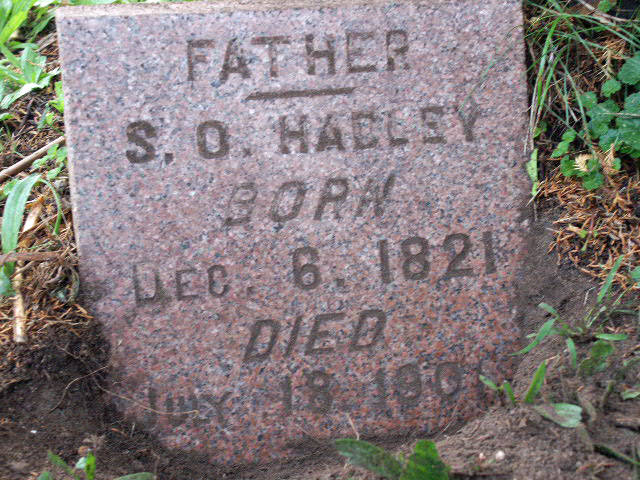 FATHER
S. O. HADLEY
BORN
DEC. 6. 1821
DIED
JULY 18.